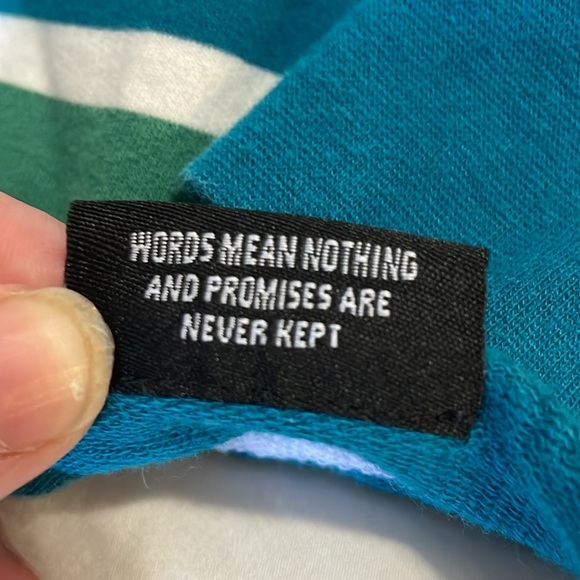 WORDS MEAN NOTHING
AND PROMISES ARE
NEVER KEPT